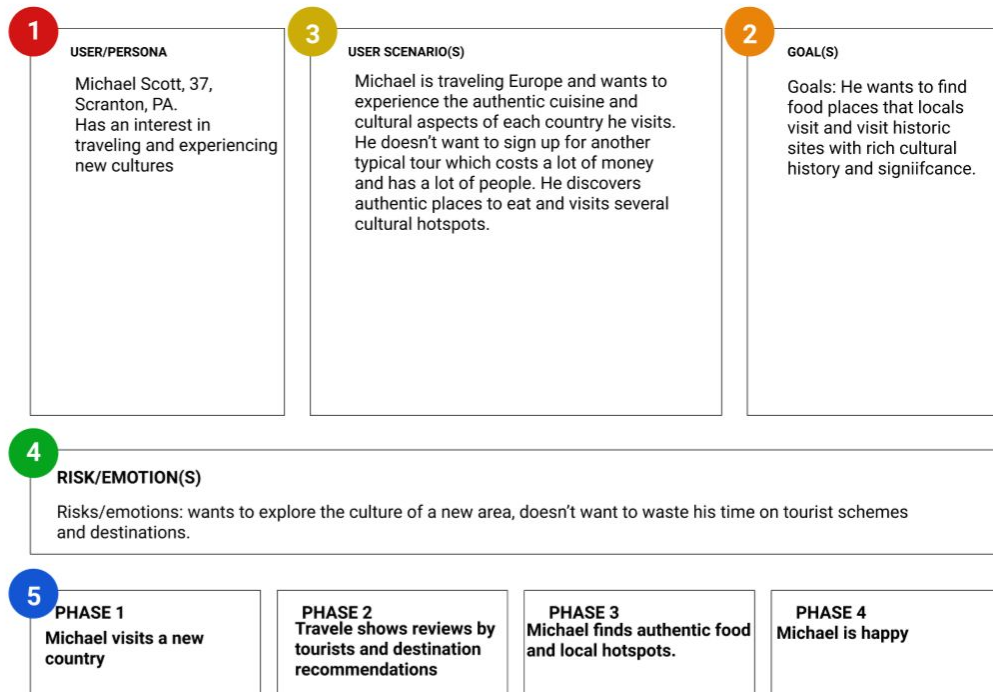 1
USER/PERSONA
Michael Scott, 37,
Scranton, PA.
Has an interest in
traveling and experiencing
new cultures
3
USER SCENARIO(S)
Michael is traveling Europe and wants to
experience the authentic cuisine and
cultural aspects of each country he visits.
He doesn't want to sign up for another
typical tour which costs a lot of money
and has a lot of people. He discovers
authentic places to eat and visits several
cultural hotspots.
2
GOAL(S)
Goals: He wants to find
food places that locals
visit and visit historic
sites with rich cultural
history and signiifcance.
4
RISK/EMOTION(S)
Risks/emotions: wants to explore the culture of a new area, doesn't want to waste his time on tourist schemes
and destinations.
5
PHASE 1
Michael visits a new
country
PHASE 2
Travele shows reviews by
tourists and destination
recommendations
PHASE 3
Michael finds authentic food
and local hotspots.
PHASE 4
Michael is happy